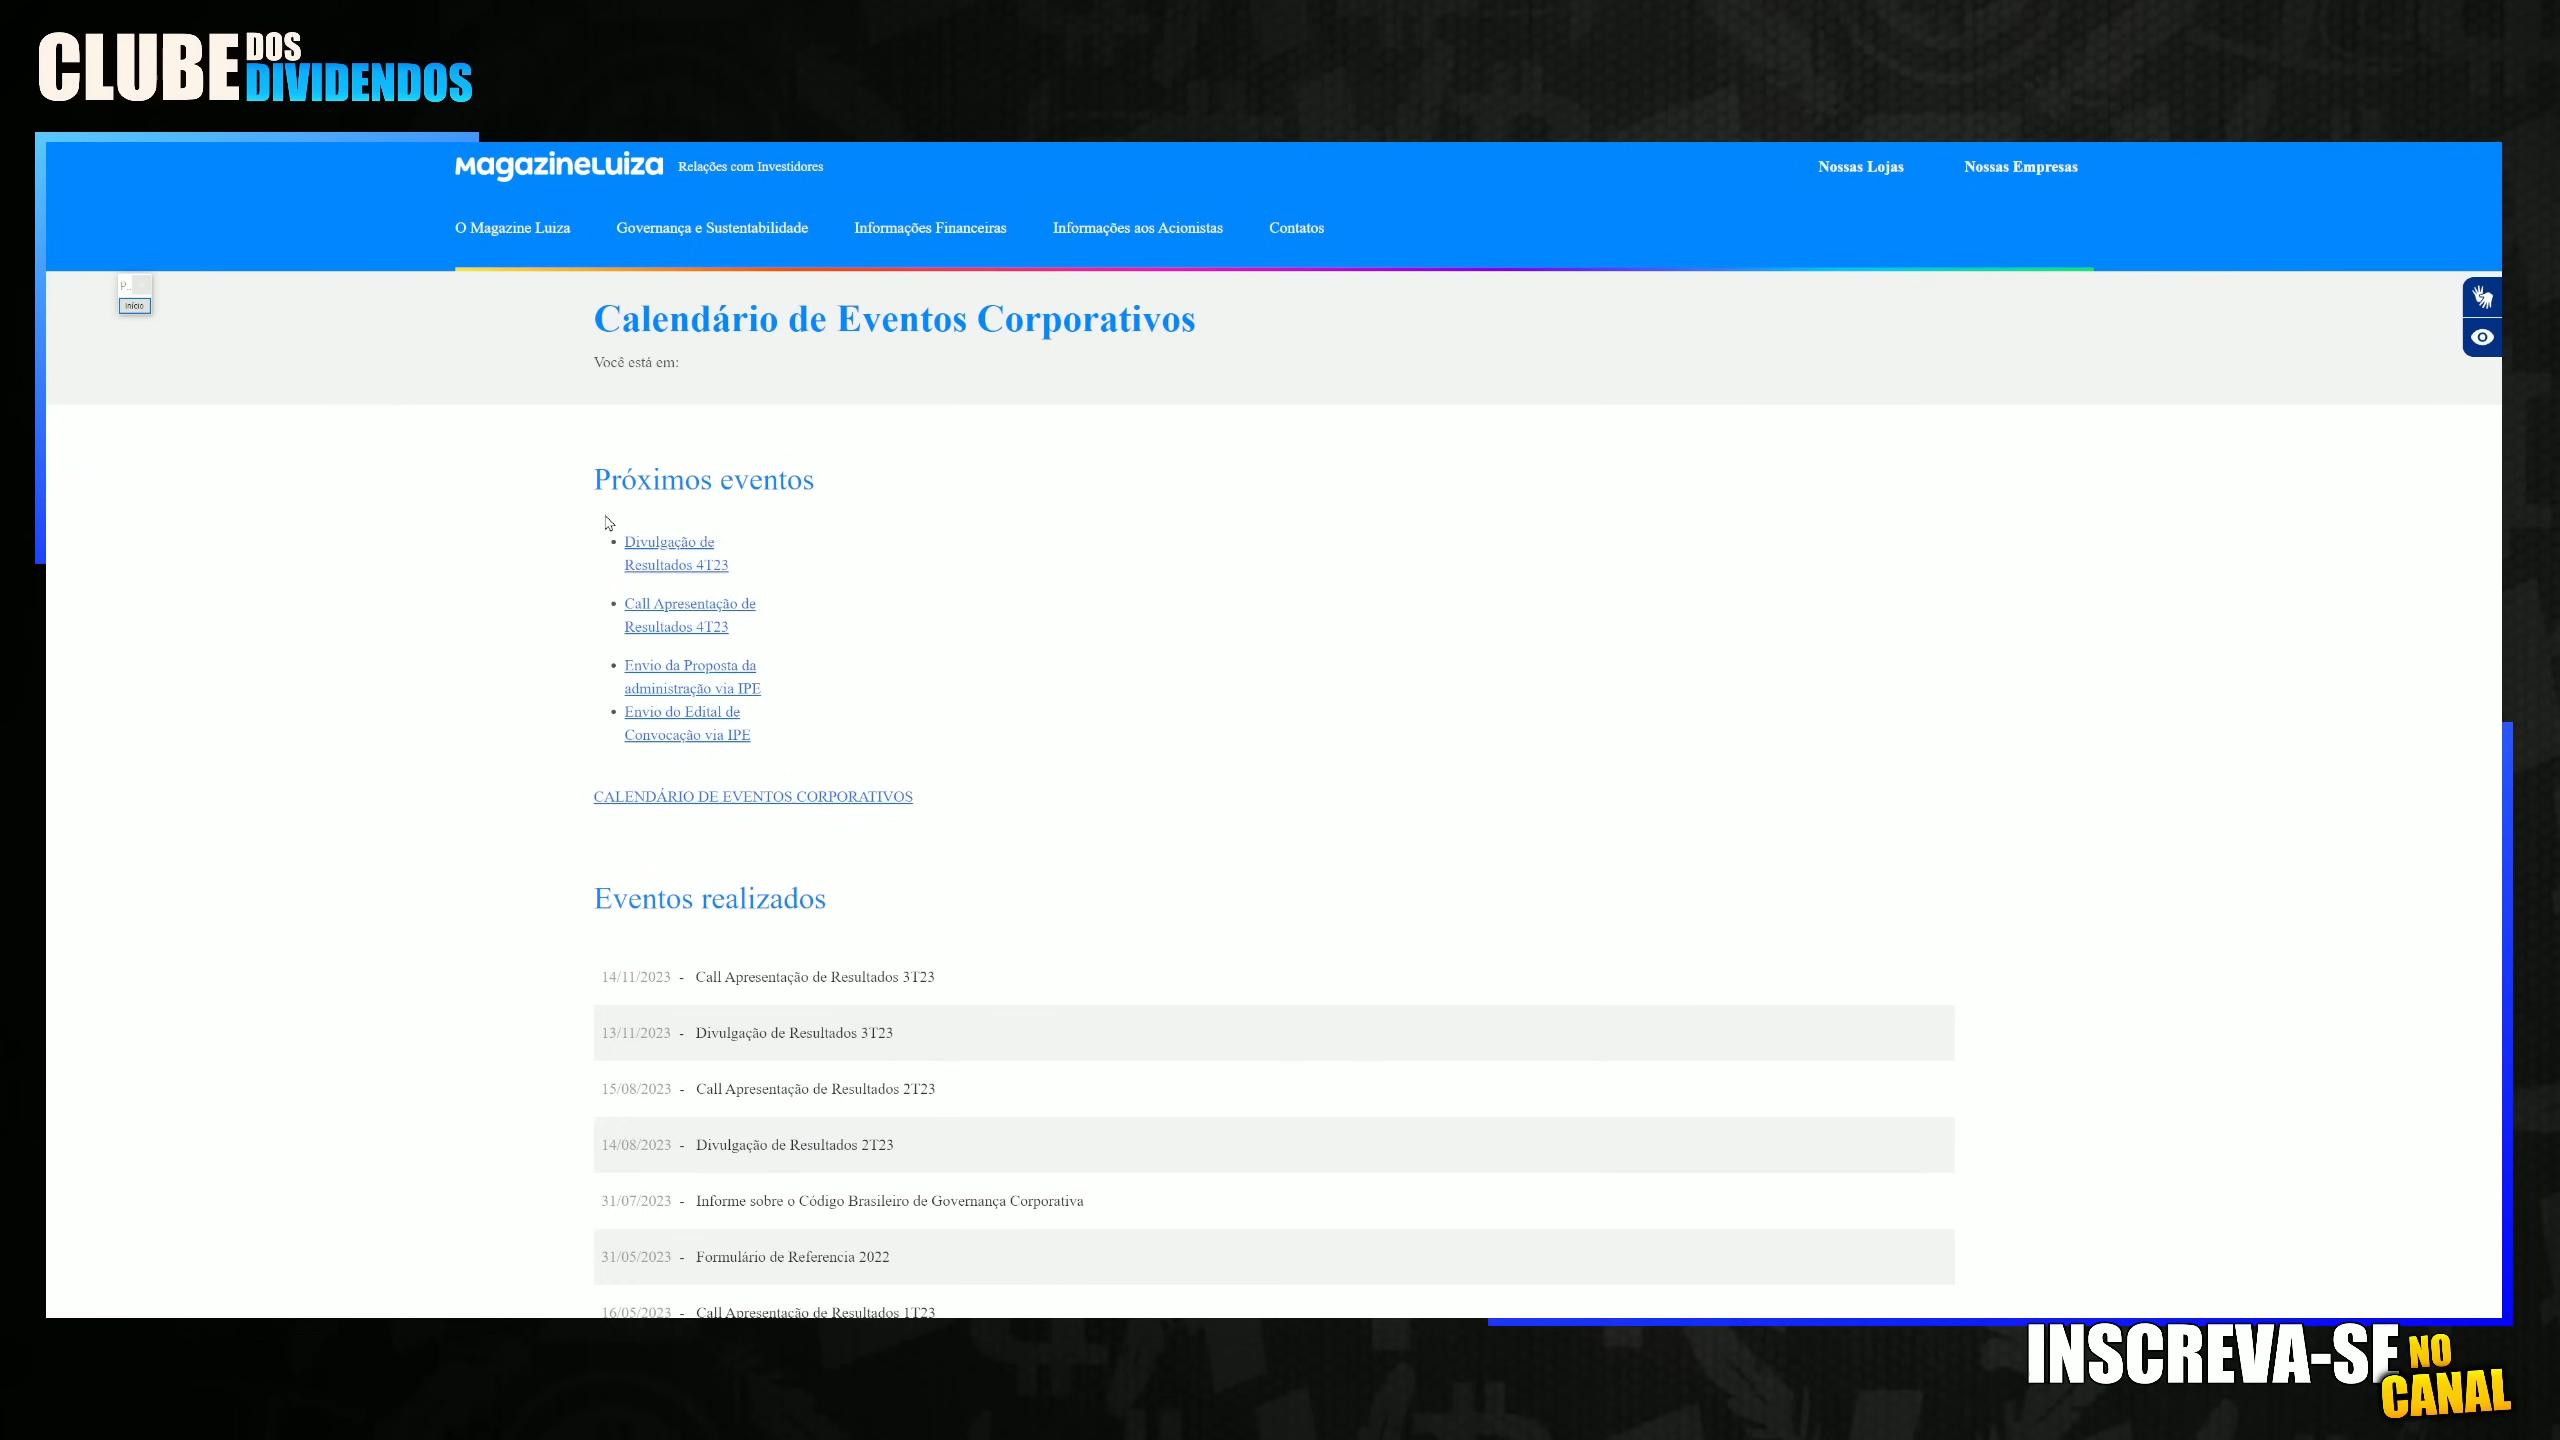 CLUBE DOS DIVIDENDOS
magazineluiza Relações com Investidores Nossas Lojas Nossas Empresas
O Magazine Luiza Governança e Sustentabilidade Informações Financeiras Informações aos Acionistas Contatos
P..
Início
Calendário de Eventos Corporativos
Você está em:
Próximos eventos
• Divulgação de
Resultados 4T23
• Call Apresentação de
Resultados 4T23
• Envio da Proposta da
administração via IPE
• Envio do Edital de
Convocação via IPE
CALENDÁRIO DE EVENTOS CORPORATIVOS
Eventos realizados
14/11/2023 - Call Apresentação de Resultados 3T23
13/11/2023 - Divulgação de Resultados 3T23
15/08/2023 - Call Apresentação de Resultados 2T23
14/08/2023 - Divulgação de Resultados 2T23
31/07/2023 - Informe sobre o Código Brasileiro de Governança Corporativa
31/05/2023 - Formulário de Referencia 2022
16/05/2023 - Call Apresentação de Resultados 1T23
INSCREVA-SE NO
CANAL